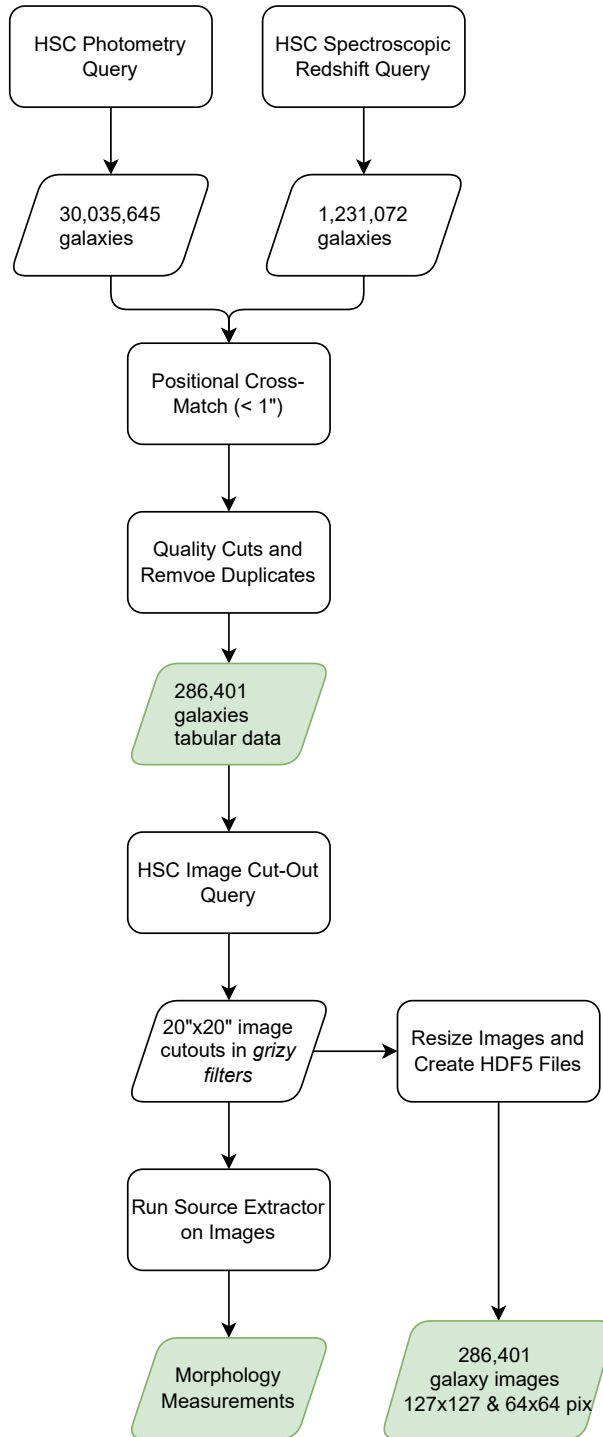 HSC Photometry
Query
HSC Spectroscopic
Redshift Query
30,035,645
galaxies
1,231,072
galaxies
Positional Cross-
Match (< 1")
Quality Cuts and
Remvoe Duplicates
286,401
galaxies
tabular data
HSC Image Cut-Out
Query
20"x20" image
cutouts in grizy
filters
Resize Images and
Create HDF5 Files
Run Source Extractor
on Images
Morphology
Measurements
286,401
galaxy images
127x127 & 64x64 pix